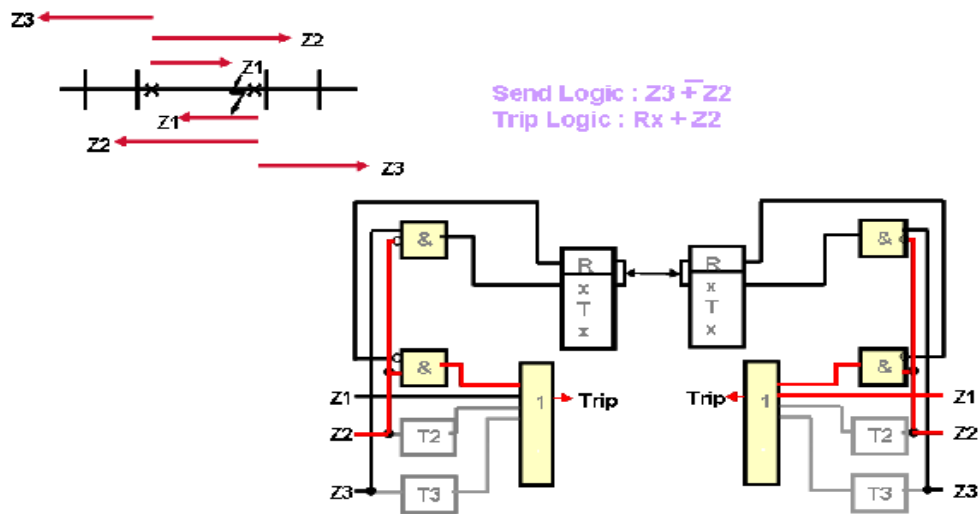 Z3
Z2
Z1
Z1
Z2
Z3
Send Logic : Z3 + Z̅2
Trip Logic : Rx + Z2
& &
R R
x x
T T
x x
& &
Z1 1 Trip Trip 1 Z1
Z2 T2 T2 Z2
Z3 T3 T3 Z3